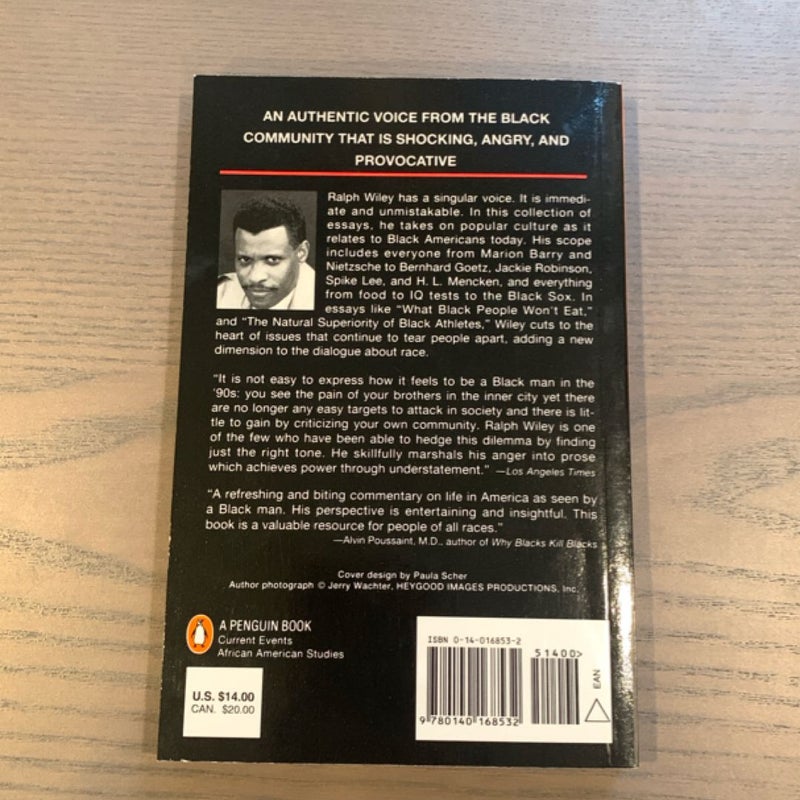 AN AUTHENTIC VOICE FROM THE BLACK
COMMUNITY THAT IS SHOCKING, ANGRY, AND
PROVOCATIVE
Ralph Wiley has a singular voice. It is immedi-
ate and unmistakable. In this collection of
essays, he takes on popular culture as it
relates to Black Americans today. His scope
includes everyone from Marion Barry and
Nietzsche to Bernhard Goetz, Jackie Robinson,
Spike Lee, and H. L. Mencken, and everything
from food to IQ tests to the Black Sox. In
essays like "What Black People Won't Eat,"
and "The Natural Superiority of Black Athletes," Wiley cuts to the
heart of issues that continue to tear people apart, adding a new
dimension to the dialogue about race.
"It is not easy to express how it feels to be a Black man in the
'90s: you see the pain of your brothers in the inner city yet there
are no longer any easy targets to attack in society and there is lit-
tle to gain by criticizing your own community. Ralph Wiley is one
of the few who have been able to hedge this dilemma by finding
just the right tone. He skillfully marshals his anger into prose
which achieves power through understatement." —Los Angeles Times
"A refreshing and biting commentary on life in America as seen by
a Black man. His perspective is entertaining and insightful. This
book is a valuable resource for people of all races."
—Alvin Poussaint, M.D., author of Why Blacks Kill Blacks
Cover design by Paula Scher
Author photograph © Jerry Wachter, HEYGOOD IMAGES PRODUCTIONS, Inc.
A PENGUIN BOOK
Current Events
African American Studies
U.S. $14.00
CAN. $20.00
ISBN 0-14-016853-2
51400>
EAN
9 780140 168532